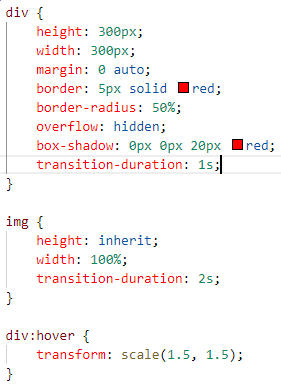 div {
    height: 300px;
    width: 300px;
    margin: 0 auto;
    border: 5px solid red;
    border-radius: 50%;
    overflow: hidden;
    box-shadow: 0px 0px 20px red;
    transition-duration: 1s;
}

img {
    height: inherit;
    width: 100%;
    transition-duration: 2s;
}

div:hover {
    transform: scale(1.5, 1.5);
}